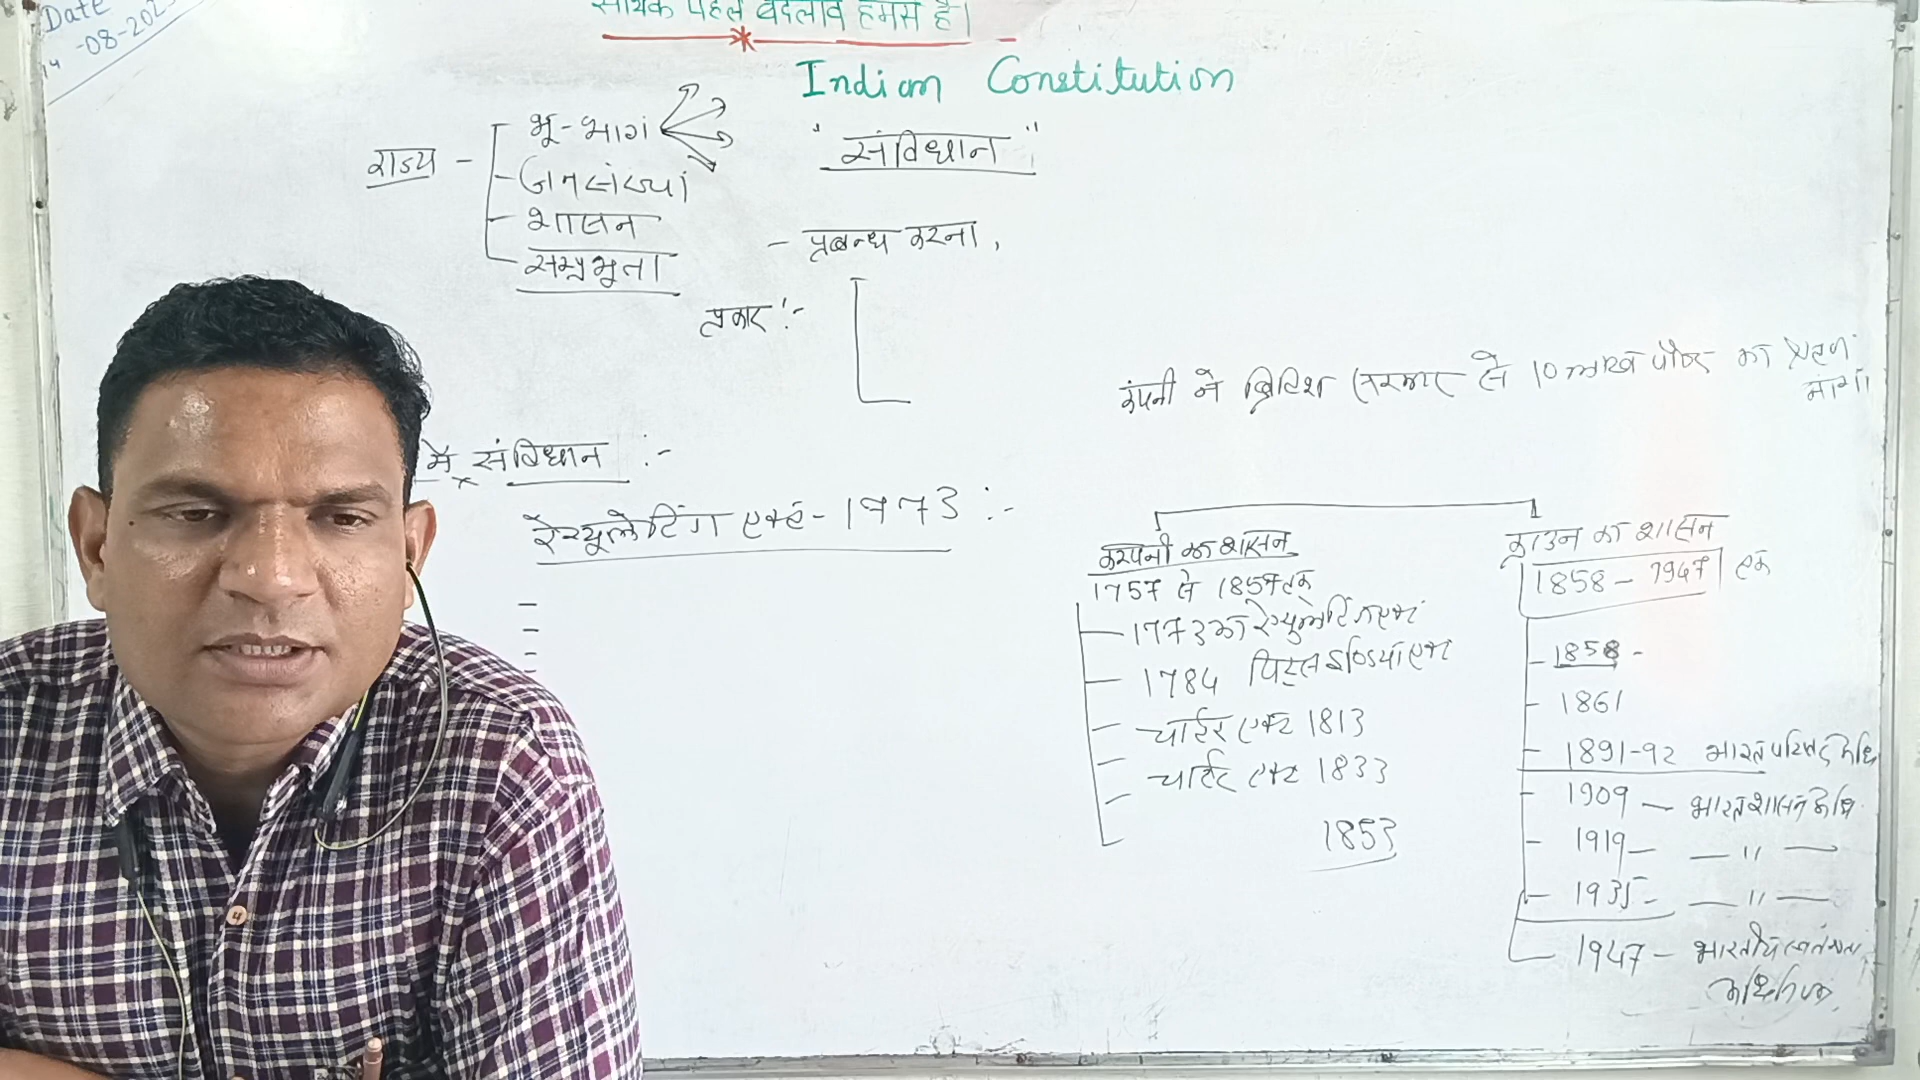 Date
-08-202
सार्थक पहल बदलाव हमसे है।
Indian Constitution
"संविधान"
राज्य -
भू-भाग
जनसंख्या
शासन
सम्प्रभुता
- प्रबन्ध करना,
प्रकार :-
कंपनी ने ब्रिटिश सरकार से 10 लाख पौण्ड का ऋण
मांगा
में संविधान :-
रेग्यूलेटिंग एक्ट - 1773 :-
कम्पनी का शासन
1757 से 1857 तक
1773 का रेग्युलेटिंग एक्ट
1784 पिट्स इण्डिया एक्ट
चार्टर एक्ट 1813
चार्टर एक्ट 1833
1853
क्राउन का शासन
1858 - 1947 तक
1858 -
1861
1891-92 भारत परिषद अधि
1909 - भारत शासन अधि.
1919 - — " —
1935 - — " —
1947 - भारतीय स्वतंत्रता
अधिनियम